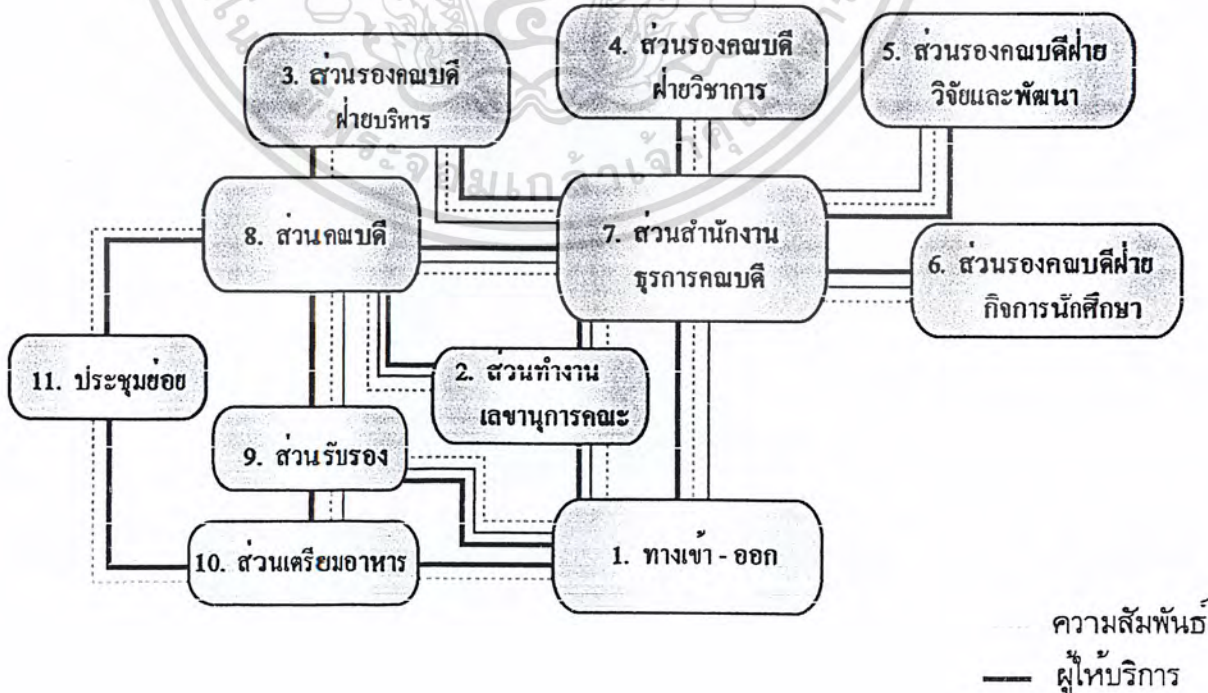 3. ส่วนรองคณบดี
ฝ่ายบริหาร
4. ส่วนรองคณบดี
ฝ่ายวิชาการ
5. ส่วนรองคณบดีฝ่าย
วิจัยและพัฒนา
8. ส่วนคณบดี
7. ส่วนสำนักงาน
ธุรการคณบดี
6. ส่วนรองคณบดีฝ่าย
กิจการนักศึกษา
11. ประชุมย่อย
2. ส่วนทำงาน
เลขานุการคณะ
9. ส่วนรับรอง
10. ส่วนเตรียมอาหาร
1. ทางเข้า - ออก
ความสัมพันธ์
ผู้ให้บริการ